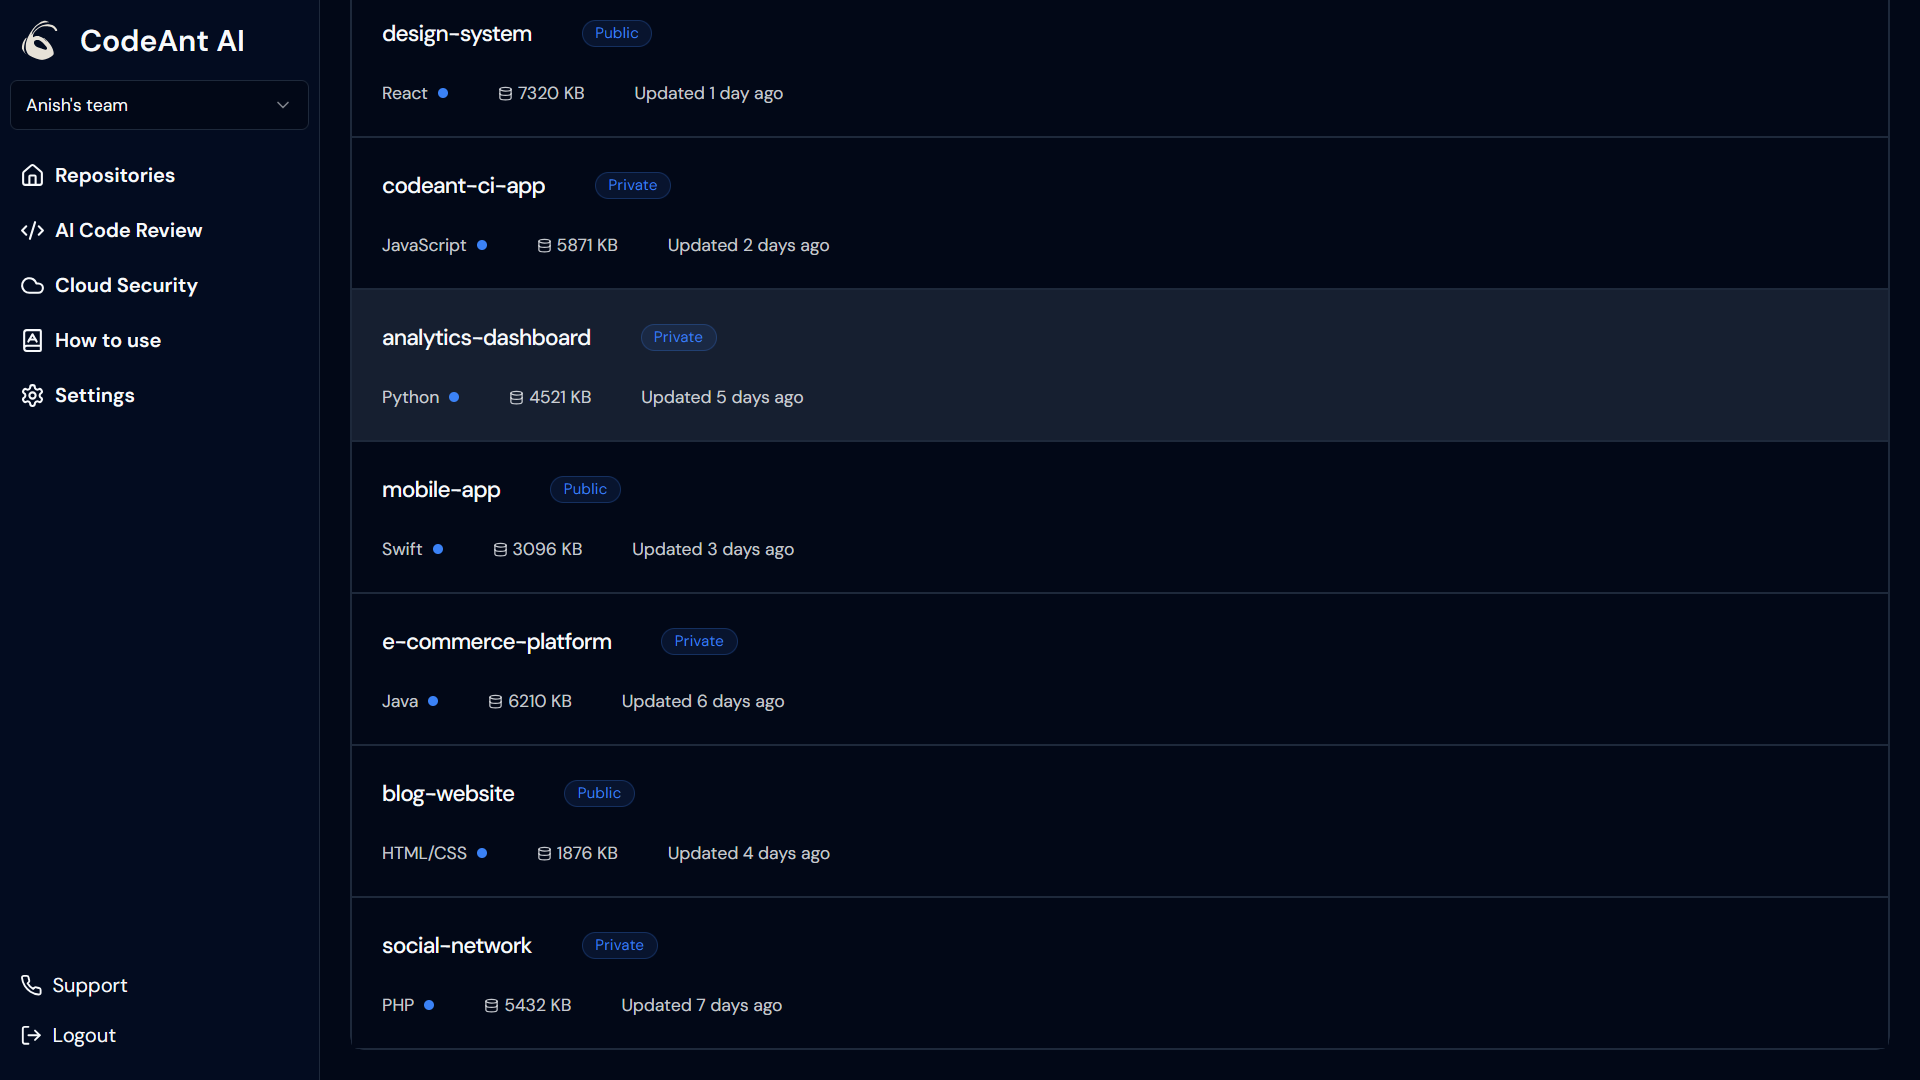 CodeAnt AI
Anish's team
Repositories
AI Code Review
Cloud Security
How to use
Settings
Support
Logout
design-system Public
React 7320 KB Updated 1 day ago
codeant-ci-app Private
JavaScript 5871 KB Updated 2 days ago
analytics-dashboard Private
Python 4521 KB Updated 5 days ago
mobile-app Public
Swift 3096 KB Updated 3 days ago
e-commerce-platform Private
Java 6210 KB Updated 6 days ago
blog-website Public
HTML/CSS 1876 KB Updated 4 days ago
social-network Private
PHP 5432 KB Updated 7 days ago